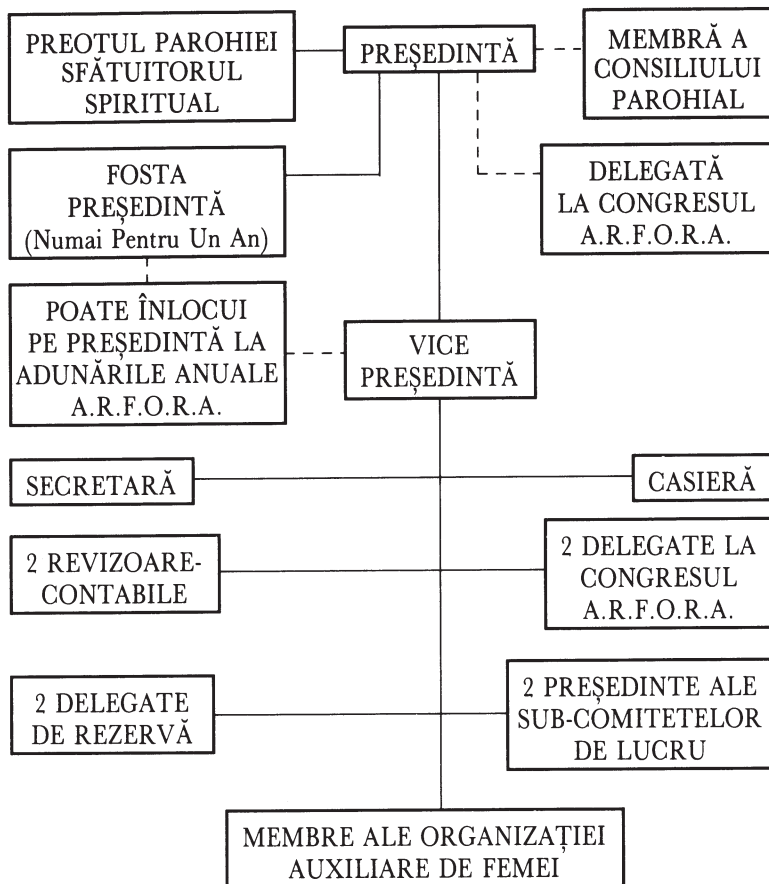 PREOTUL PAROHIEI
SFĂTUITORUL
SPIRITUAL
PREȘEDINTĂ
MEMBRĂ A
CONSILIULUI
PAROHIAL
FOSTA
PREȘEDINTĂ
(Numai Pentru Un An)
DELEGATĂ
LA CONGRESUL
A.R.F.O.R.A.
POATE ÎNLOCUI
PE PREȘEDINTĂ LA
ADUNĂRILE ANUALE
A.R.F.O.R.A.
VICE
PREȘEDINTĂ
SECRETARĂ
CASIERĂ
2 REVIZOARE-
CONTABILE
2 DELEGATE LA
CONGRESUL
A.R.F.O.R.A.
2 DELEGATE
DE REZERVĂ
2 PREȘEDINTE ALE
SUB-COMITETELOR
DE LUCRU
MEMBRE ALE ORGANIZAȚIEI
AUXILIARE DE FEMEI